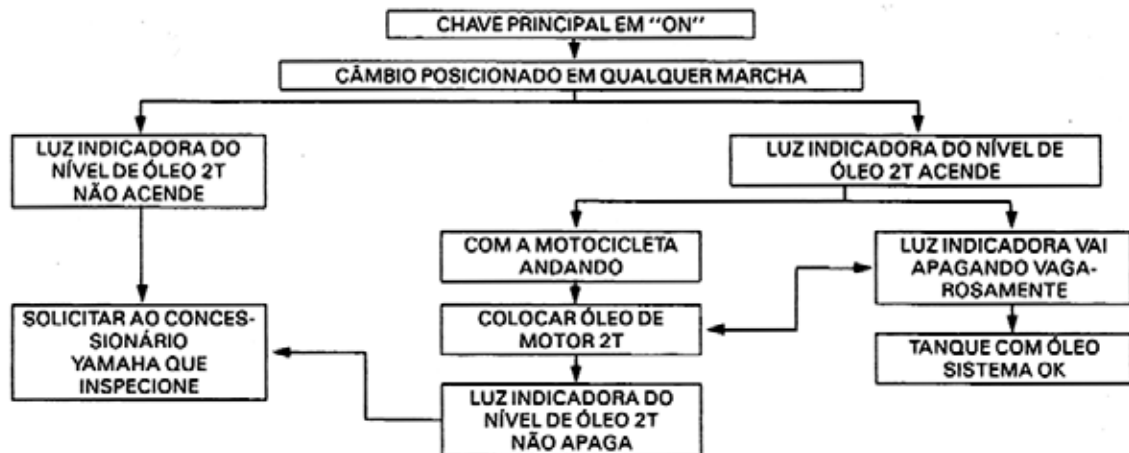 CHAVE PRINCIPAL EM "ON"
CÂMBIO POSICIONADO EM QUALQUER MARCHA
LUZ INDICADORA DO
NÍVEL DE ÓLEO 2T
NÃO ACENDE
LUZ INDICADORA DO NÍVEL DE
ÓLEO 2T ACENDE
COM A MOTOCICLETA
ANDANDO
LUZ INDICADORA VAI
APAGANDO VAGA-
ROSAMENTE
SOLICITAR AO CONCES-
SIONÁRIO
YAMAHA QUE
INSPECIONE
COLOCAR ÓLEO DE
MOTOR 2T
TANQUE COM ÓLEO
SISTEMA OK
LUZ INDICADORA DO
NÍVEL DE ÓLEO 2T
NÃO APAGA